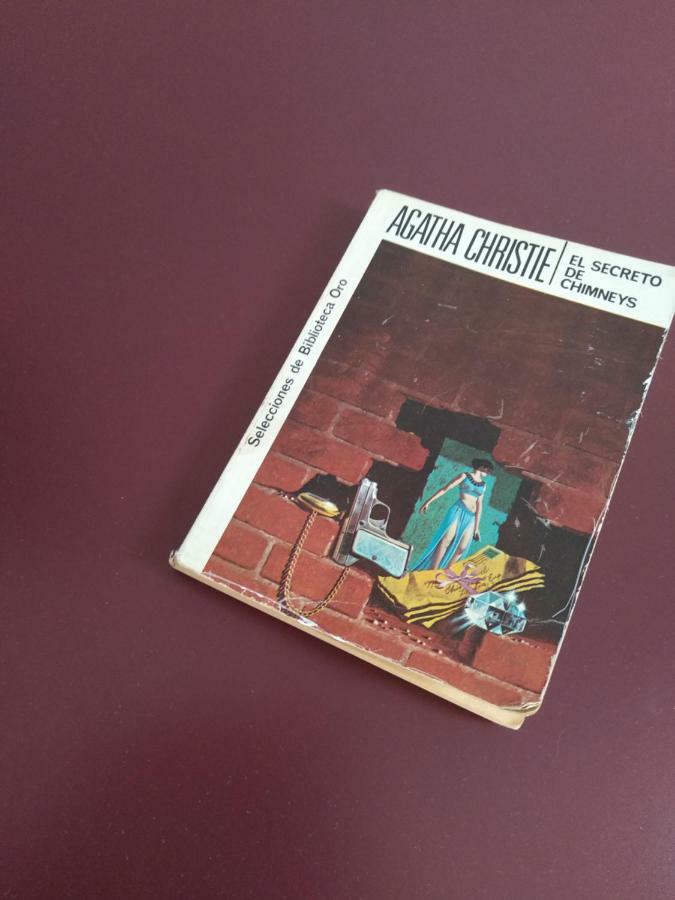 AGATHA CHRISTIE
EL SECRETO
DE
CHIMNEYS
Selecciones de Biblioteca Oro